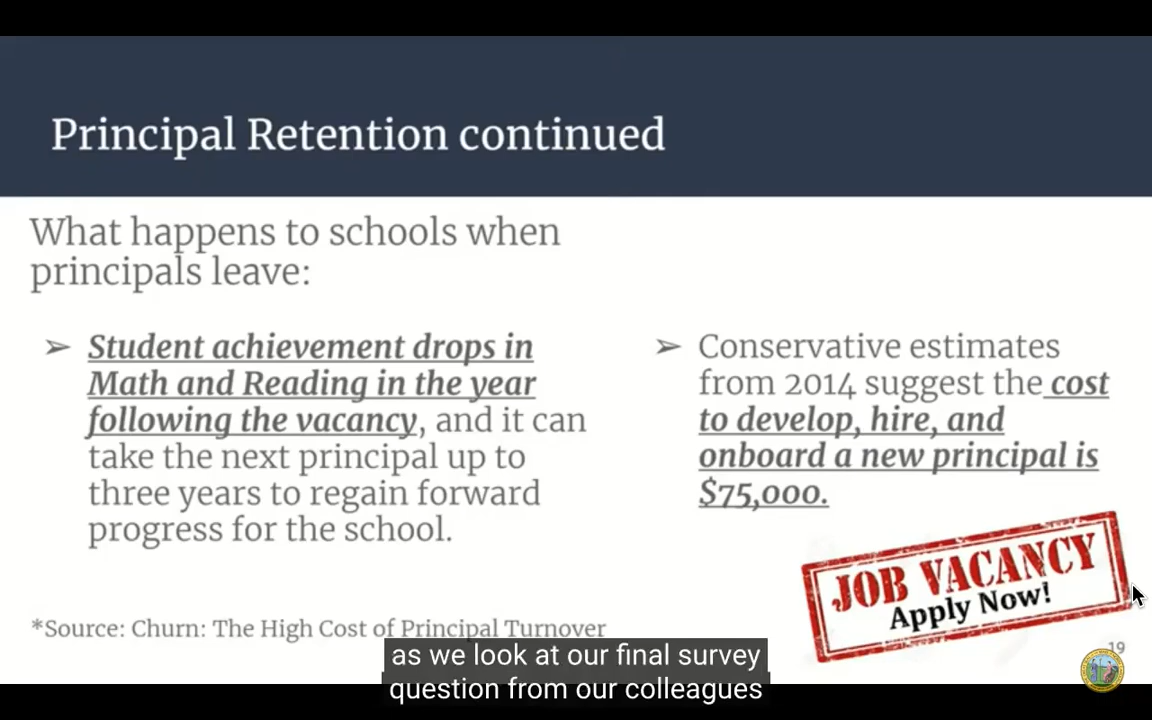 Principal Retention continued
What happens to schools when
principals leave:
➢ Student achievement drops in
Math and Reading in the year
following the vacancy, and it can
take the next principal up to
three years to regain forward
progress for the school.
➢ Conservative estimates
from 2014 suggest the cost
to develop, hire, and
onboard a new principal is
$75,000.
JOB VACANCY
Apply Now!
*Source: Churn: The High Cost of Principal Turnover
19
as we look at our final survey
question from our colleagues